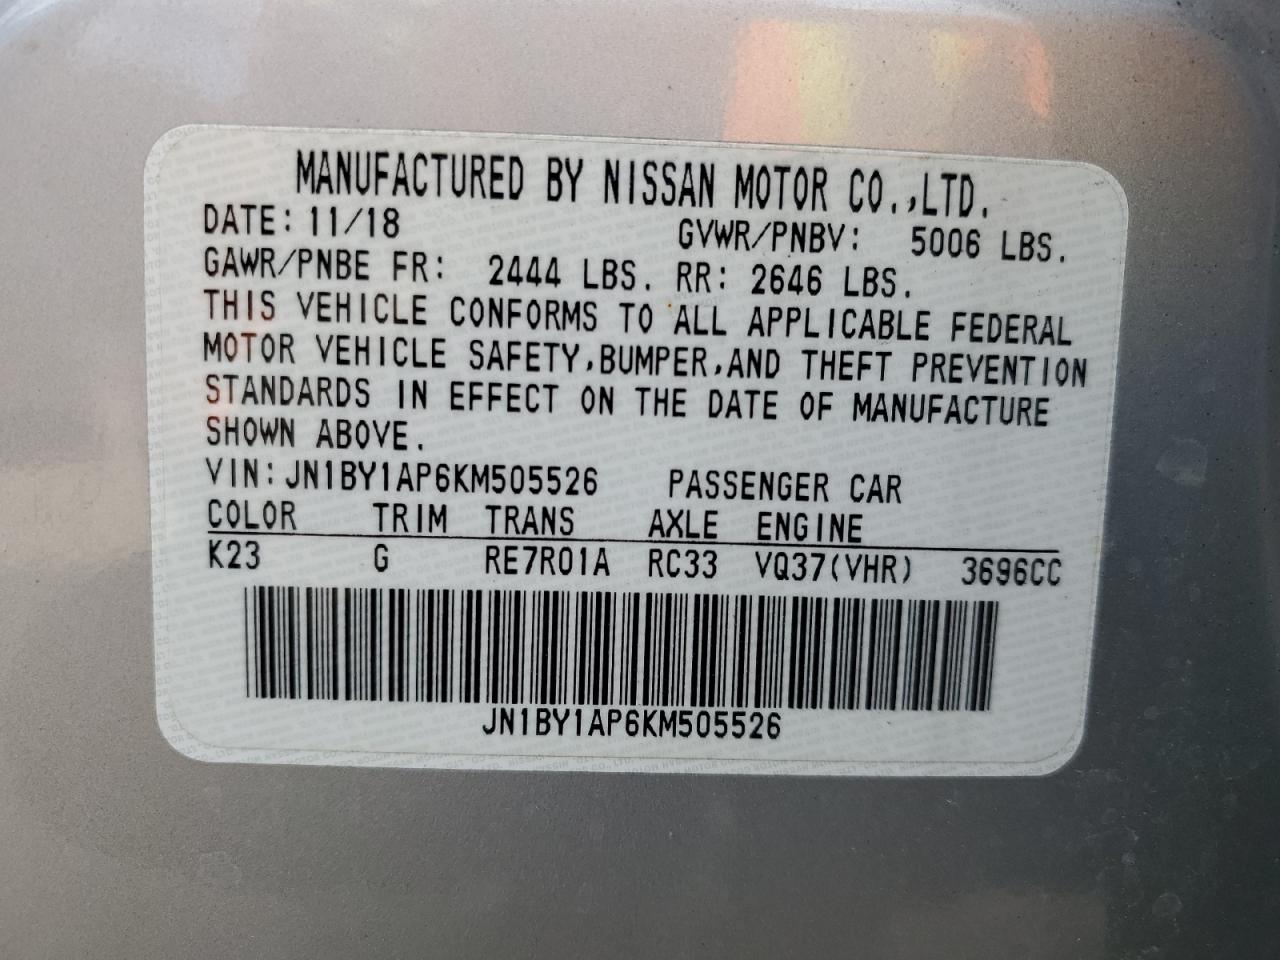 MANUFACTURED BY NISSAN MOTOR CO.,LTD.
DATE: 11/18 GVWR/PNBV: 5006 LBS.
GAWR/PNBE FR: 2444 LBS. RR: 2646 LBS.
THIS VEHICLE CONFORMS TO ALL APPLICABLE FEDERAL
MOTOR VEHICLE SAFETY,BUMPER,AND THEFT PREVENTION
STANDARDS IN EFFECT ON THE DATE OF MANUFACTURE
SHOWN ABOVE.
VIN:JN1BY1AP6KM505526 PASSENGER CAR
COLOR TRIM TRANS AXLE ENGINE
K23 G RE7R01A RC33 VQ37(VHR) 3696CC
JN1BY1AP6KM505526